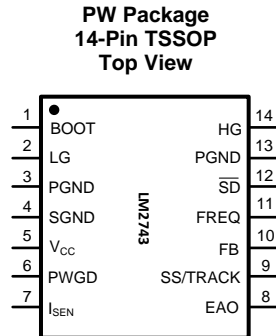 PW Package
14-Pin TSSOP
Top View
1 BOOT HG 14
2 LG PGND 13
3 PGND SD 12
4 SGND FREQ 11
5 VCC FB 10
6 PWGD SS/TRACK 9
7 ISEN EAO 8
LM2743